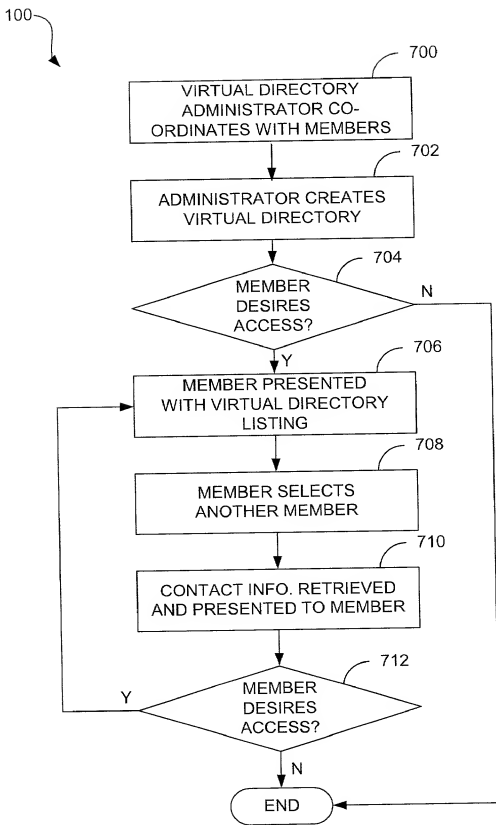 100
700
VIRTUAL DIRECTORY
ADMINISTRATOR CO-
ORDINATES WITH MEMBERS
702
ADMINISTRATOR CREATES
VIRTUAL DIRECTORY
704
MEMBER
DESIRES
ACCESS?
N
Y
706
MEMBER PRESENTED
WITH VIRTUAL DIRECTORY
LISTING
708
MEMBER SELECTS
ANOTHER MEMBER
710
CONTACT INFO. RETRIEVED
AND PRESENTED TO MEMBER
712
MEMBER
DESIRES
ACCESS?
Y
N
END